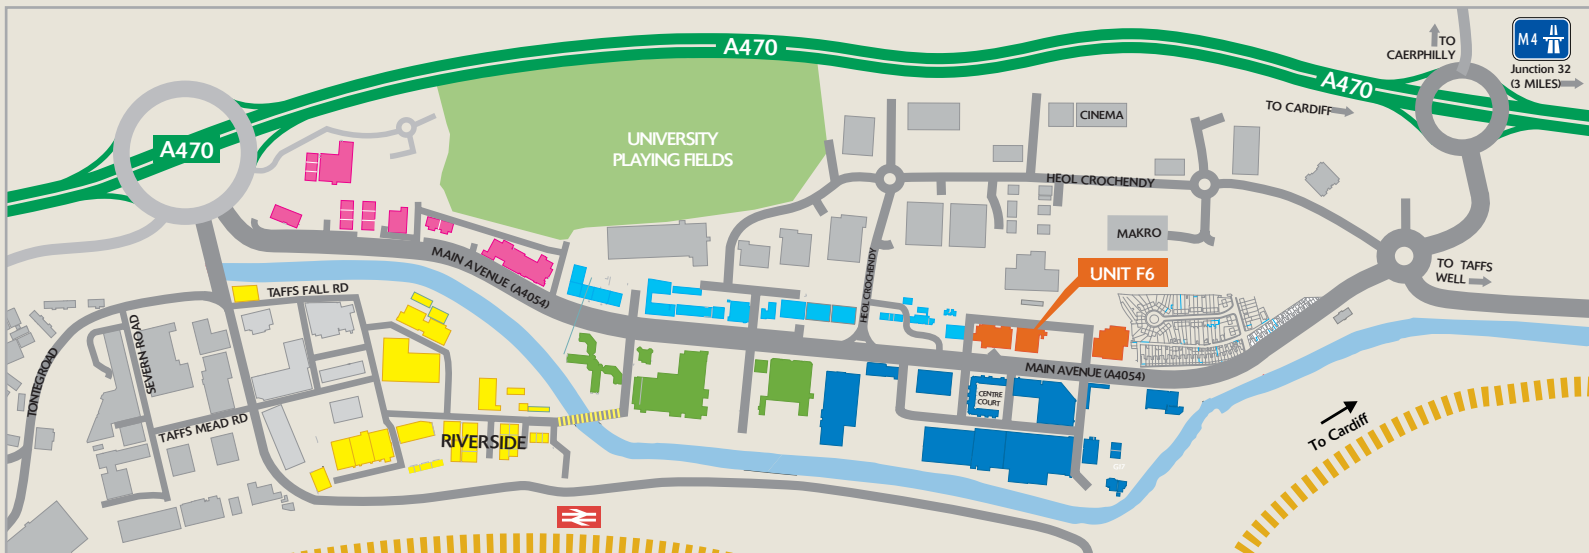 A470
TO
CAERPHILLY
M4
Junction 32
(3 MILES)
A470
TO CARDIFF
CINEMA
UNIVERSITY
PLAYING FIELDS
A470
HEOL CROCHENDY
MAKRO
MAIN AVENUE (A4054)
UNIT F6
TO TAFFS
WELL
HEOL CROCHENDY
TAFFS FALL RD
SEVERN ROAD
TONTEG ROAD
MAIN AVENUE (A4054)
CENTRE
COURT
TAFFS MEAD RD
RIVERSIDE
To Cardiff